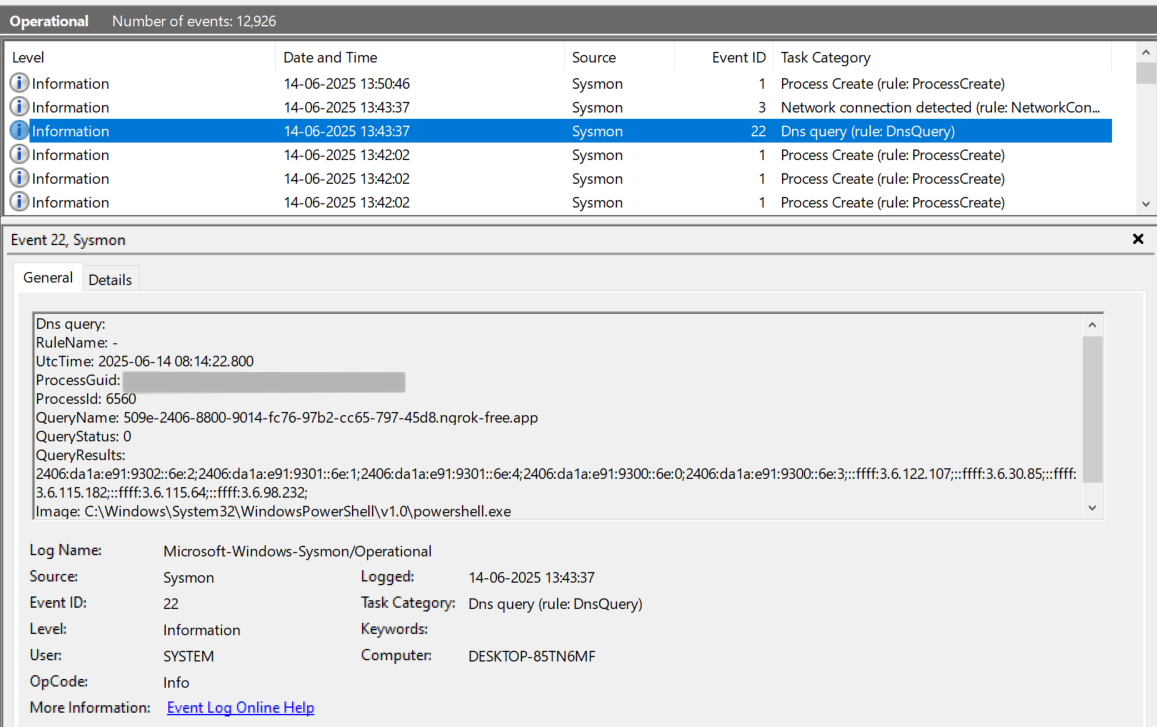 Operational Number of events: 12,926
Level Date and Time Source Event ID Task Category
Information 14-06-2025 13:50:46 Sysmon 1 Process Create (rule: ProcessCreate)
Information 14-06-2025 13:43:37 Sysmon 3 Network connection detected (rule: NetworkCon...
Information 14-06-2025 13:43:37 Sysmon 22 Dns query (rule: DnsQuery)
Information 14-06-2025 13:42:02 Sysmon 1 Process Create (rule: ProcessCreate)
Information 14-06-2025 13:42:02 Sysmon 1 Process Create (rule: ProcessCreate)
Information 14-06-2025 13:42:02 Sysmon 1 Process Create (rule: ProcessCreate)
Event 22, Sysmon
General Details
Dns query:
RuleName: -
UtcTime: 2025-06-14 08:14:22.800
ProcessGuid:
ProcessId: 6560
QueryName: 509e-2406-8800-9014-fc76-97b2-cc65-797-45d8.ngrok-free.app
QueryStatus: 0
QueryResults:
2406:da1a:e91:9302::6e:2;2406:da1a:e91:9301::6e:1;2406:da1a:e91:9301::6e:4;2406:da1a:e91:9300::6e:0;2406:da1a:e91:9300::6e:3;::ffff:3.6.122.107;::ffff:3.6.30.85;::ffff:
3.6.115.182;::ffff:3.6.115.64;::ffff:3.6.98.232;
Image: C:\Windows\System32\WindowsPowerShell\v1.0\powershell.exe
Log Name: Microsoft-Windows-Sysmon/Operational
Source: Sysmon Logged: 14-06-2025 13:43:37
Event ID: 22 Task Category: Dns query (rule: DnsQuery)
Level: Information Keywords:
User: SYSTEM Computer: DESKTOP-85TN6MF
OpCode: Info
More Information: Event Log Online Help